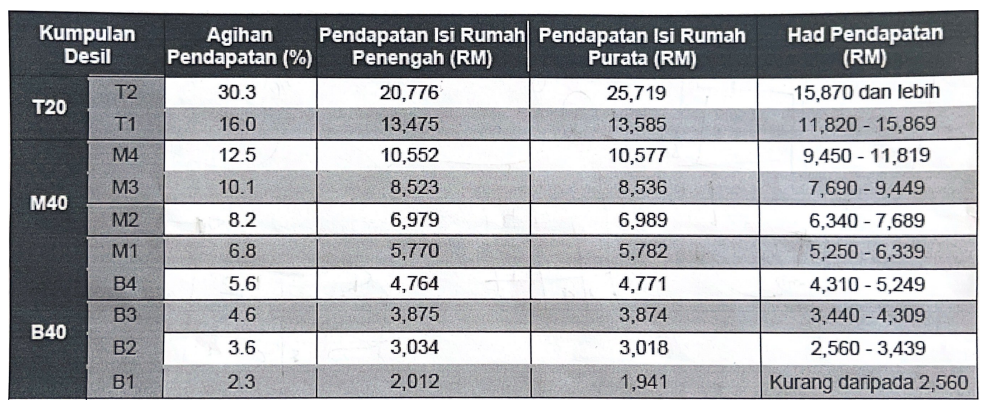 Kumpulan Desil | Agihan Pendapatan (%) | Pendapatan Isi Rumah Penengah (RM) | Pendapatan Isi Rumah Purata (RM) | Had Pendapatan (RM)
T20 | T2 | 30.3 | 20,776 | 25,719 | 15,870 dan lebih
T1 | 16.0 | 13,475 | 13,585 | 11,820 - 15,869
M40 | M4 | 12.5 | 10,552 | 10,577 | 9,450 - 11,819
M3 | 10.1 | 8,523 | 8,536 | 7,690 - 9,449
M2 | 8.2 | 6,979 | 6,989 | 6,340 - 7,689
M1 | 6.8 | 5,770 | 5,782 | 5,250 - 6,339
B40 | B4 | 5.6 | 4,764 | 4,771 | 4,310 - 5,249
B3 | 4.6 | 3,875 | 3,874 | 3,440 - 4,309
B2 | 3.6 | 3,034 | 3,018 | 2,560 - 3,439
B1 | 2.3 | 2,012 | 1,941 | Kurang daripada 2,560